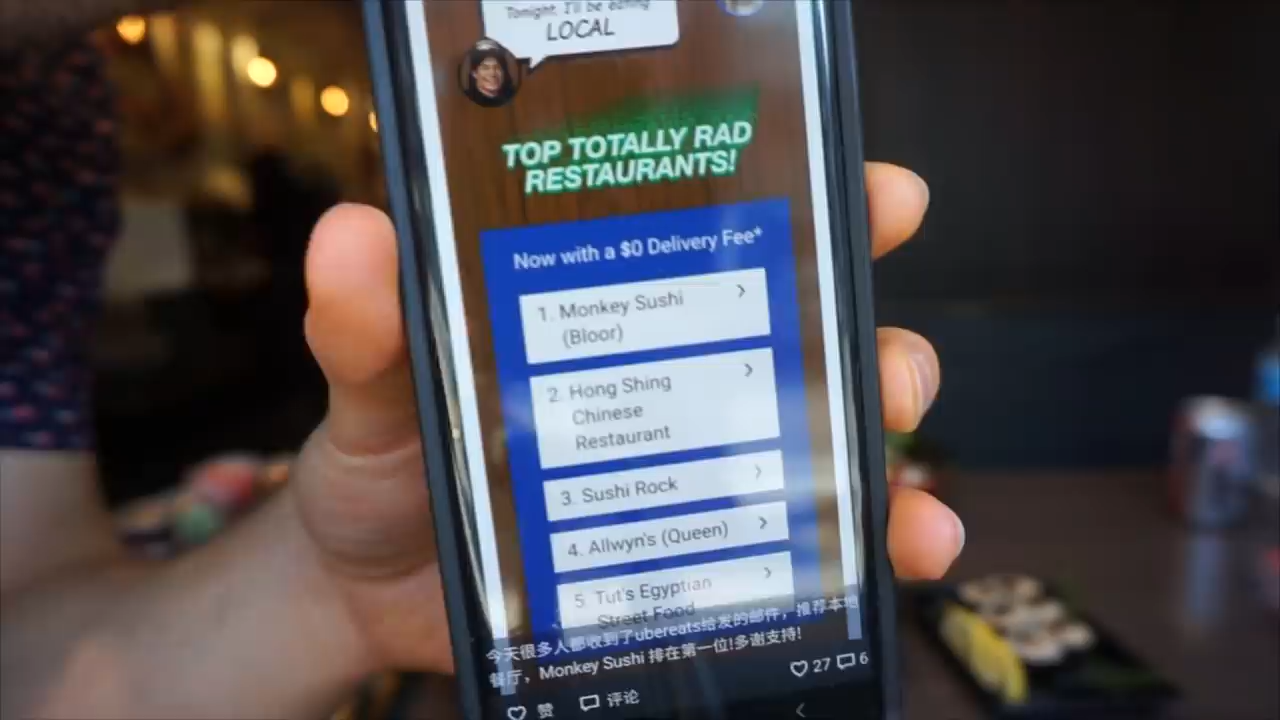 Tonight, I'll be eating
LOCAL
TOP TOTALLY RAD
RESTAURANTS!
Now with a $0 Delivery Fee*
1. Monkey Sushi
(Bloor)
2. Hong Shing
Chinese
Restaurant
3. Sushi Rock
4. Allwyn's (Queen)
5. Tut's Egyptian
Street Food
今天很多人都收到了ubereats给发的邮件，推荐本地
餐厅，Monkey Sushi 排在第一位!多谢支持!
27 6
赞 评论